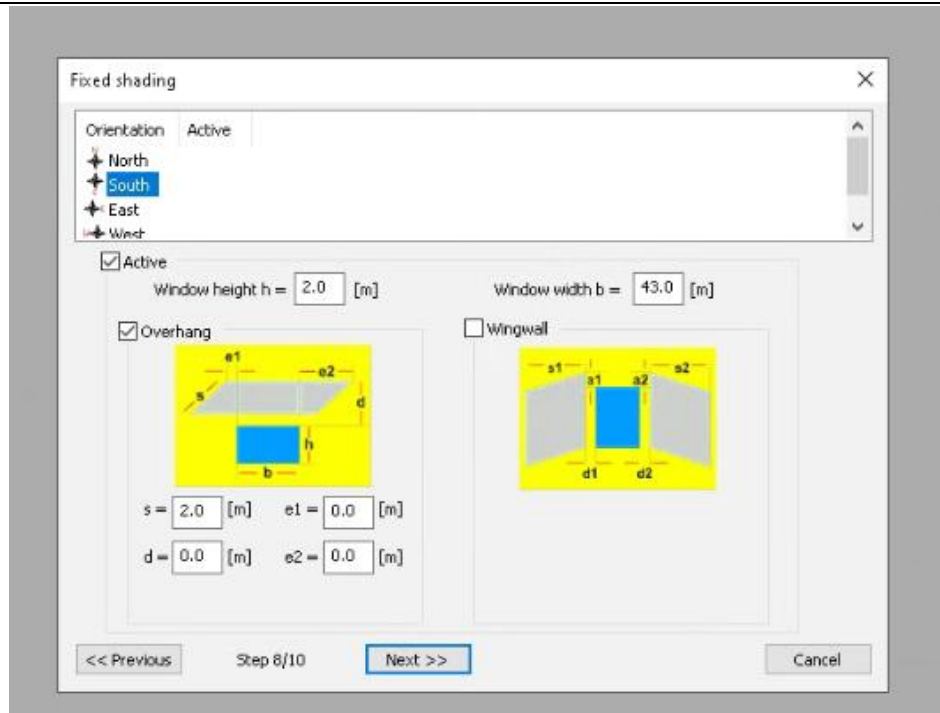 Fixed shading
Orientation Active
North
South
East
West
Active
Window height h = 2.0 [m] Window width b = 43.0 [m]
Overhang
Wingwall
e1
e2
s
d
h
b
s1 s2
a1 a2
d1 d2
s = 2.0 [m] e1 = 0.0 [m]
d = 0.0 [m] e2 = 0.0 [m]
<< Previous Step 8/10 Next >> Cancel